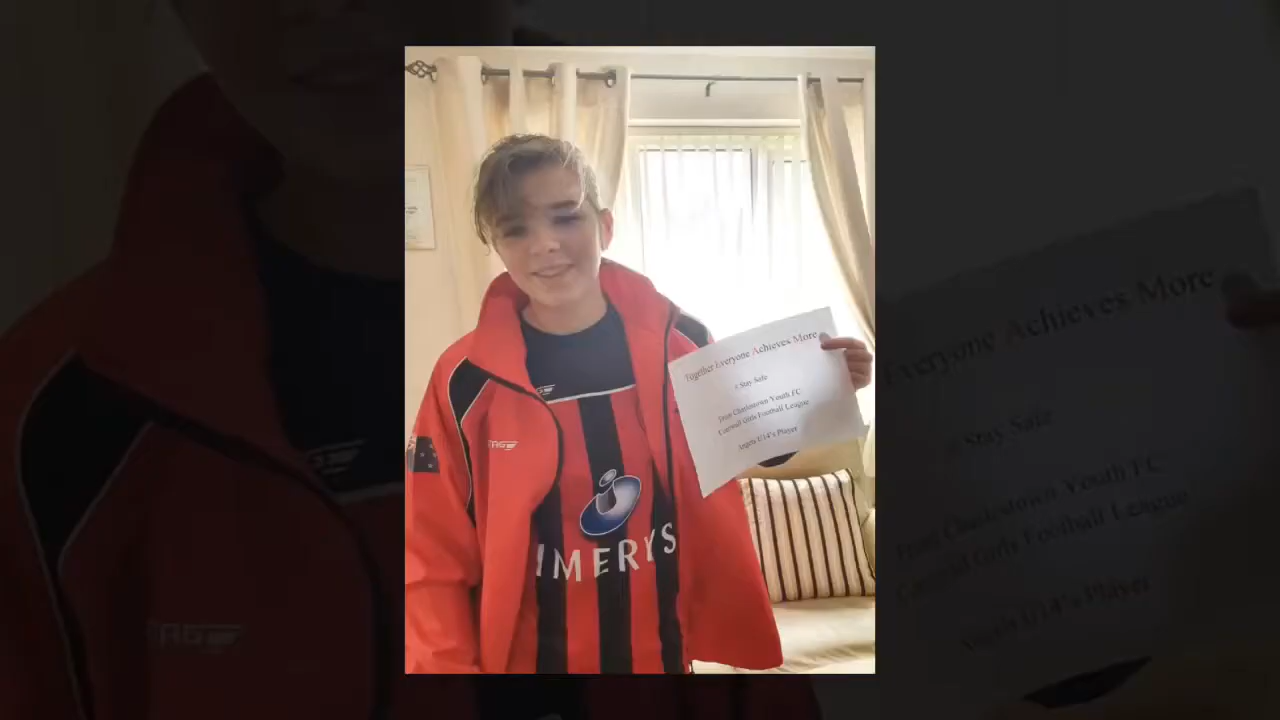 Together Everyone Achieves More
# Stay Safe
From Charlestown Youth FC
Cornwall Girls Football League
Angels U14's Player
IMERYS